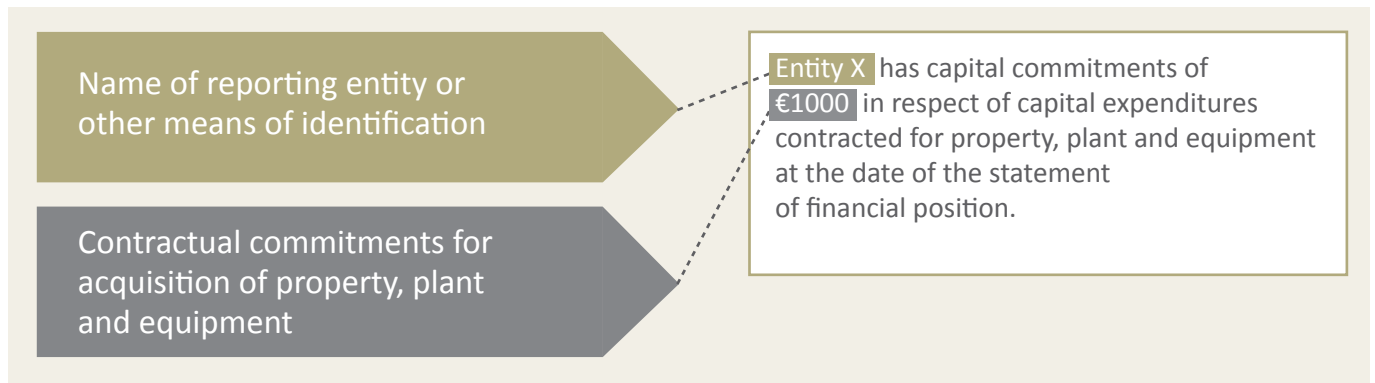 Name of reporting entity or
other means of identification
Contractual commitments for
acquisition of property, plant
and equipment
Entity X has capital commitments of
€1000 in respect of capital expenditures
contracted for property, plant and equipment
at the date of the statement
of financial position.